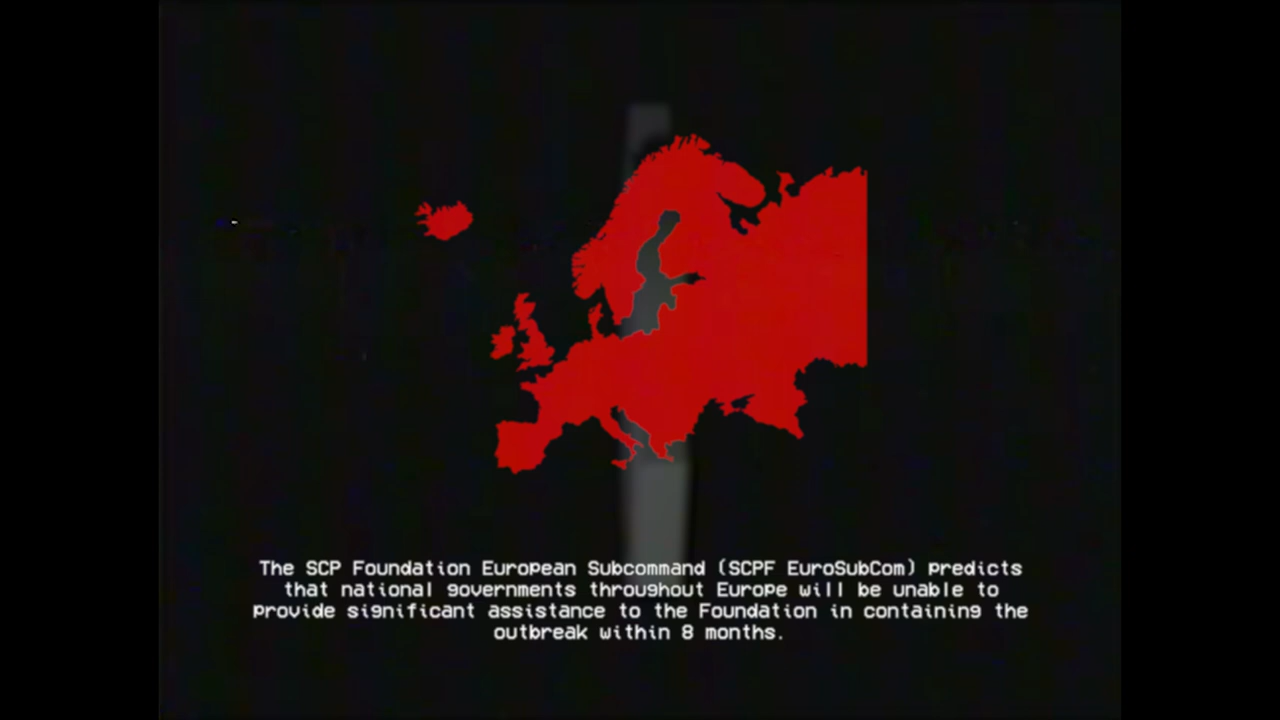 The SCP Foundation European Subcommand (SCPF EuroSubCom) predicts
that national governments throughout Europe will be unable to
provide significant assistance to the Foundation in containing the
outbreak within 8 months.